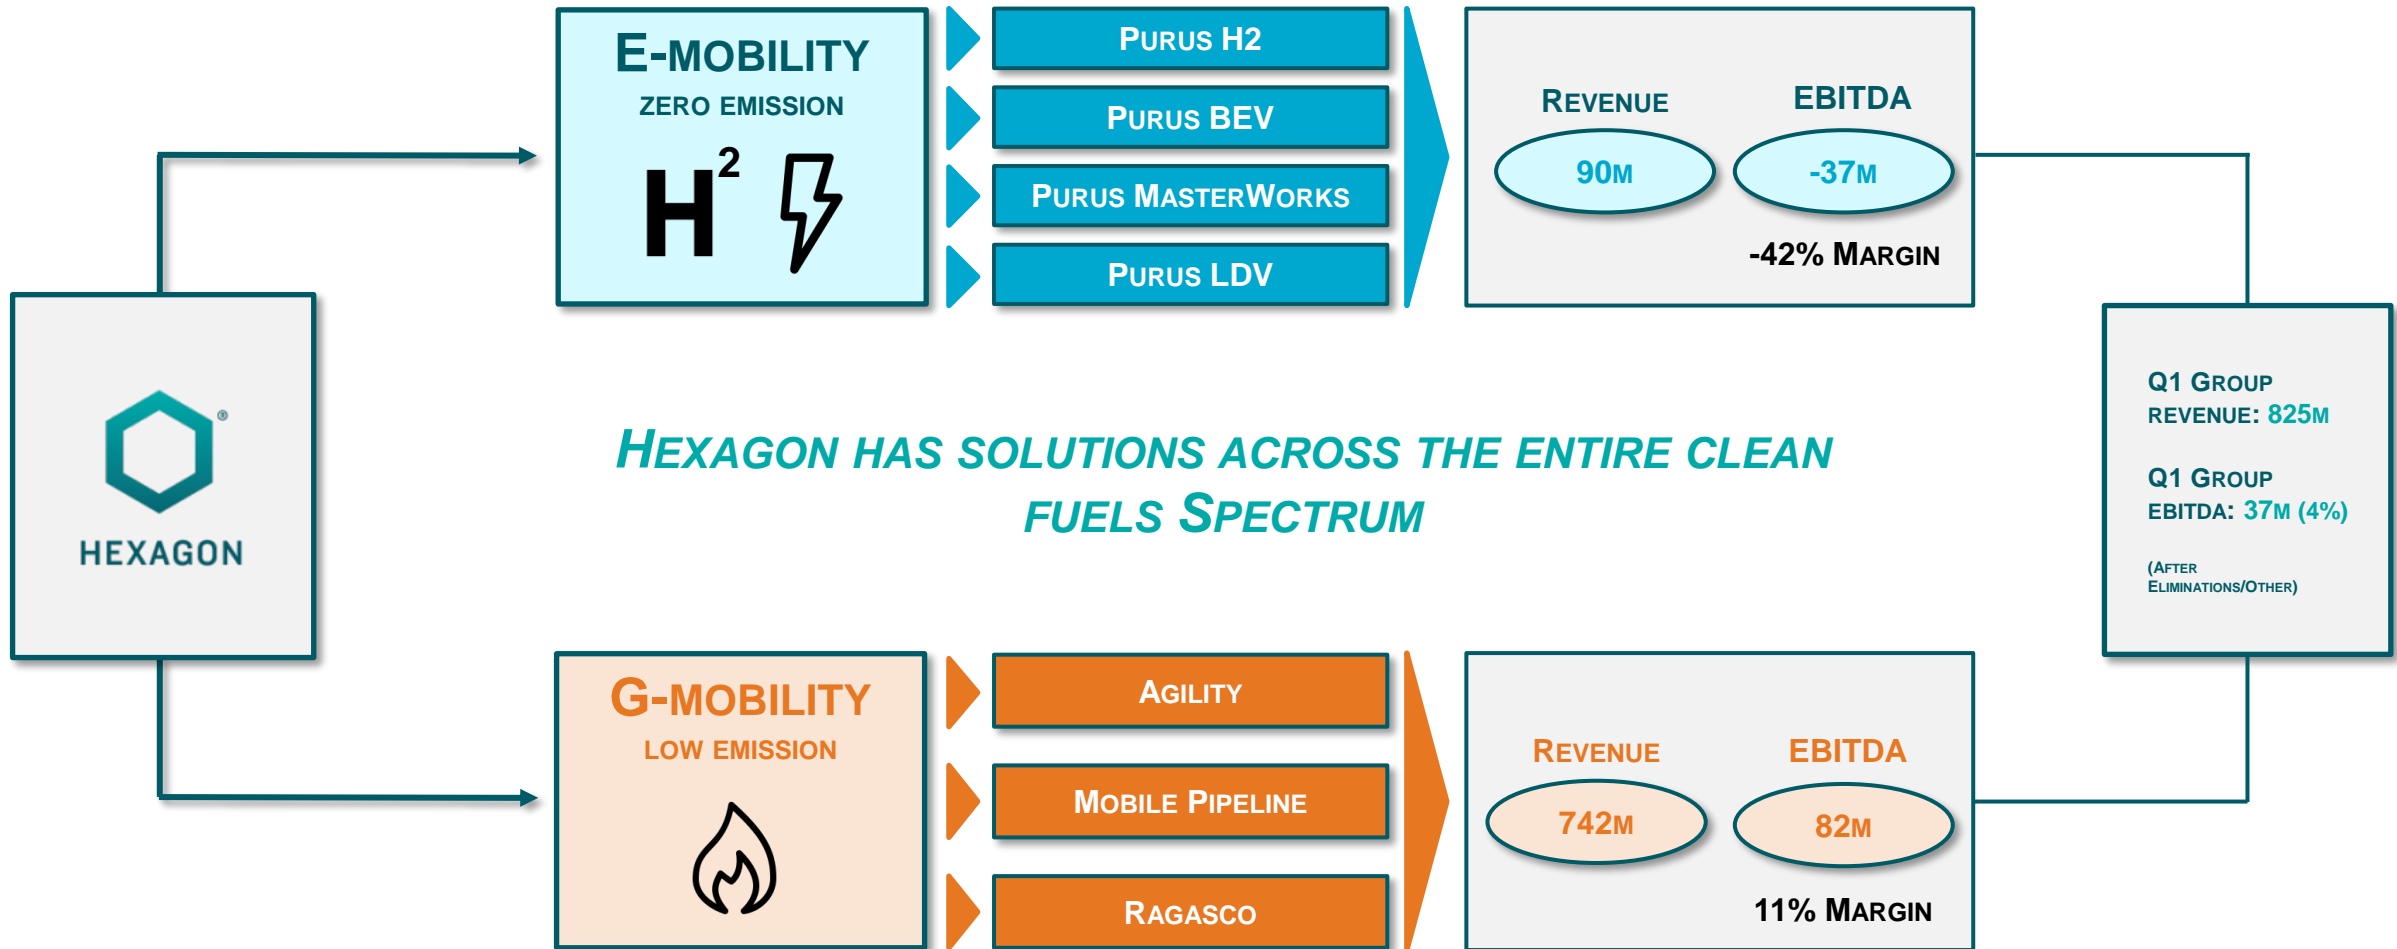 HEXAGON
®
E-MOBILITY
ZERO EMISSION
H²
PURUS H2
PURUS BEV
PURUS MASTERWORKS
PURUS LDV
REVENUE
EBITDA
90M
-37M
-42% MARGIN
HEXAGON HAS SOLUTIONS ACROSS THE ENTIRE CLEAN
FUELS SPECTRUM
G-MOBILITY
LOW EMISSION
AGILITY
MOBILE PIPELINE
RAGASCO
REVENUE
EBITDA
742M
82M
11% MARGIN
Q1 GROUP
REVENUE: 825M
Q1 GROUP
EBITDA: 37M (4%)
(AFTER
ELIMINATIONS/OTHER)